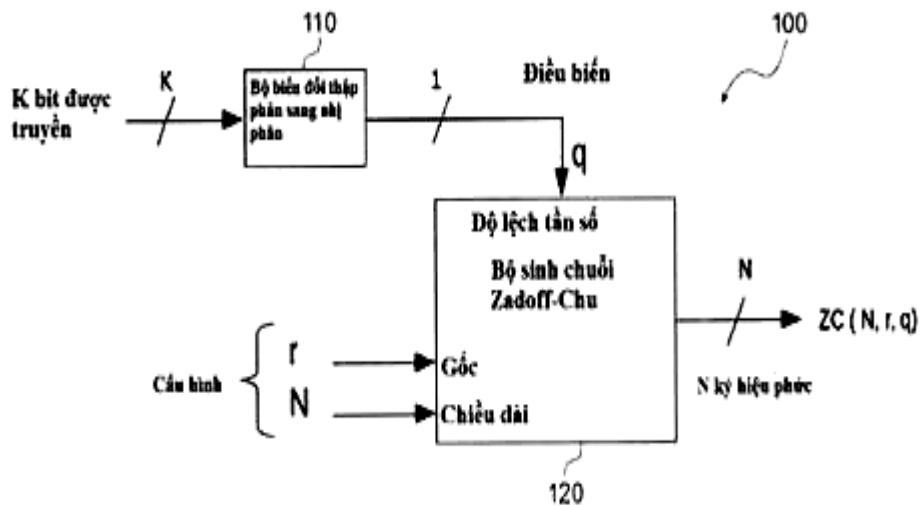 110
100
K
Bộ biến đổi thập
phân sang nhị
phân
1
Điều biến
K bit được
truyền
q
Độ lệch tần số
Bộ sinh chuỗi
Zadoff-Chu
N
ZC ( N, r, q)
N ký hiệu phức
Cấu hình
r
N
Gốc
Chiều dài
120